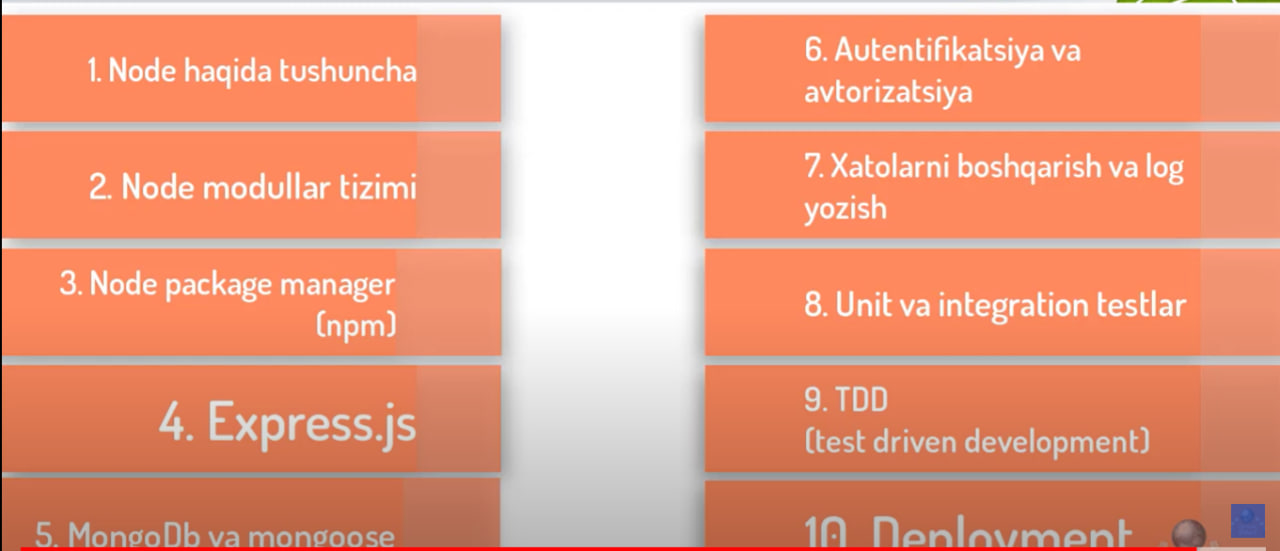 1. Node haqida tushuncha
2. Node modullar tizimi
3. Node package manager
(npm)
4. Express.js
5. MongoDb va mongoose
6. Autentifikatsiya va
avtorizatsiya
7. Xatolarni boshqarish va log
yozish
8. Unit va integration testlar
9. TDD
(test driven development)
10. Deployment